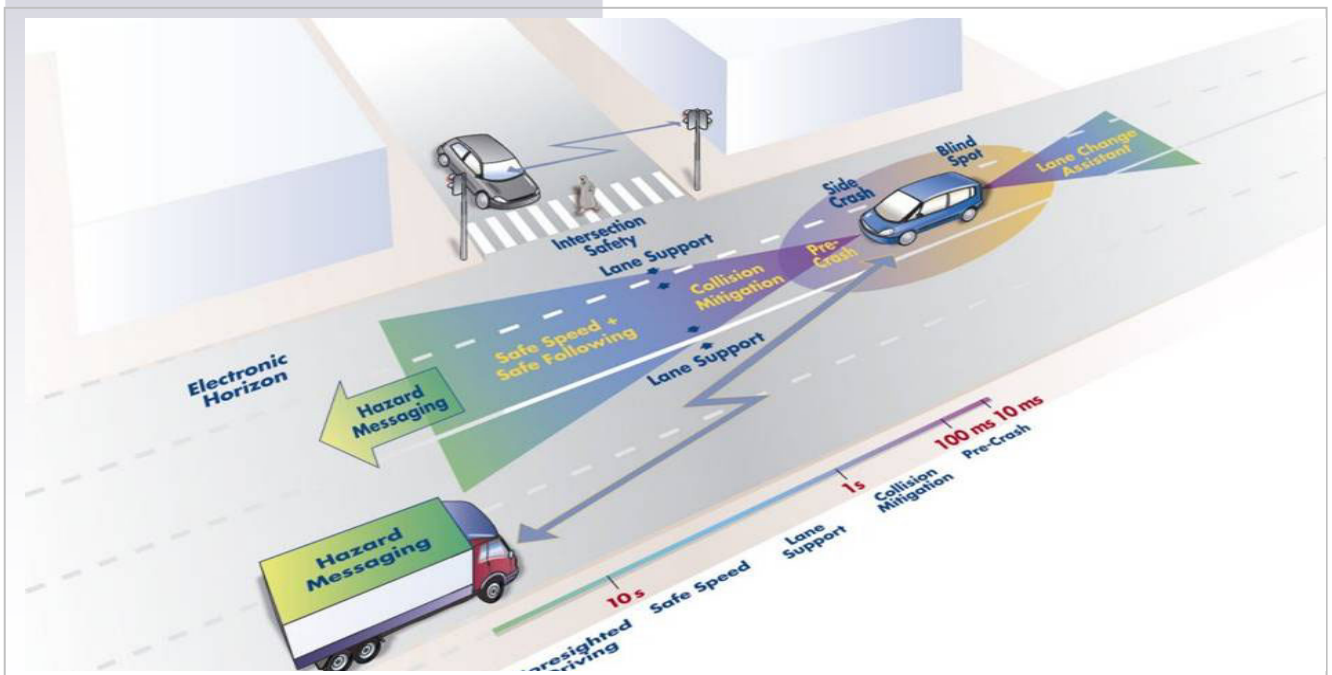 Blind
Spot
Lane Change
Assistant
Side
Crash
Intersection
Safety
Lane Support
Pre-
Crash
Collision
Mitigation
Safe Speed +
Safe Following
Lane Support
Electronic
Horizon
Hazard
Messaging
Hazard
Messaging
10 ms
100 ms
Pre-Crash
1s
Collision
Mitigation
Lane
Support
10s
Safe Speed